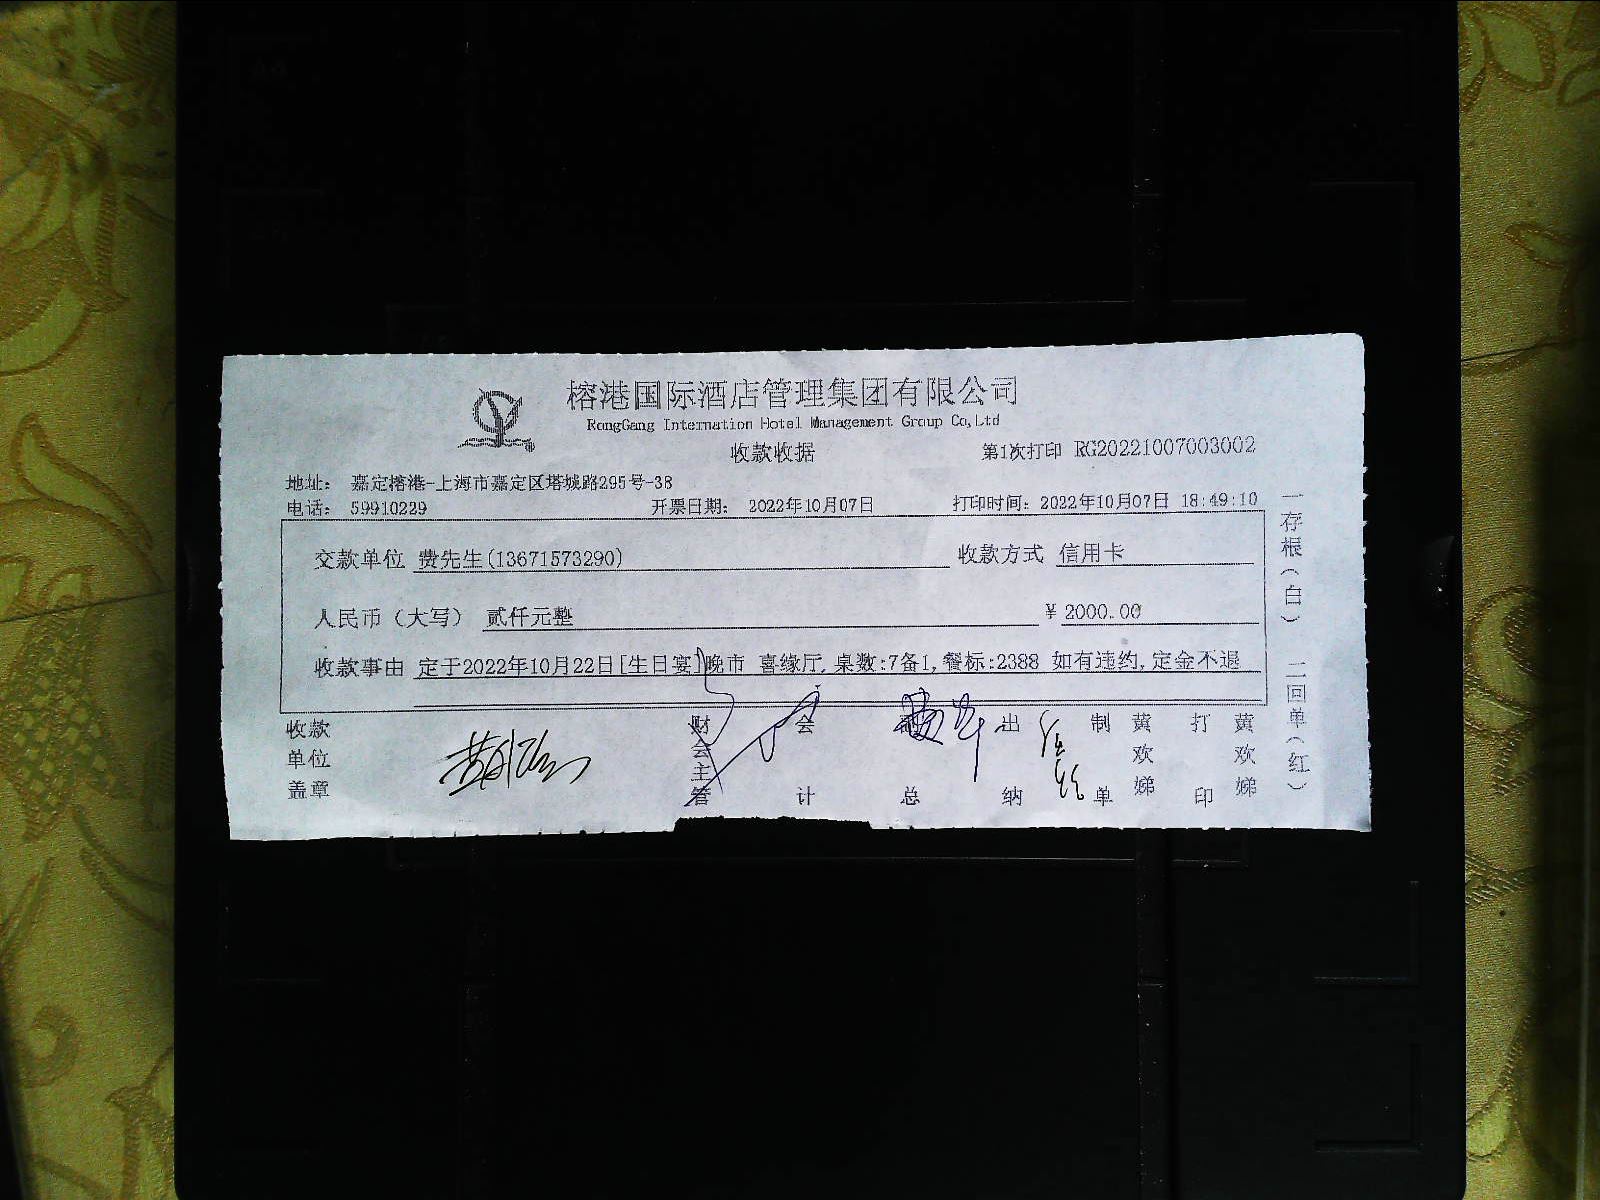 榕港国际酒店管理集团有限公司
RongGang Internation Hotel Management Group Co,Ltd
收款收据
第1次打印 RG20221007003002
地址: 嘉定榕港-上海市嘉定区塔城路295号-38
电话: 59910229 开票日期: 2022年10月07日 打印时间: 2022年10月07日 18:49:10
交款单位 费先生(13671573290) 收款方式 信用卡
人民币（大写） 贰仟元整 ¥2000.00
收款事由 定于2022年10月22日[生日宴]晚市 喜缘厅,桌数:7备1,餐标:2388 如有违约,定金不退
收款单位盖章
财会主管
会计
总
出纳
制单
黄欢娣
打印
黄欢娣
一存根(白) 二回单(红)